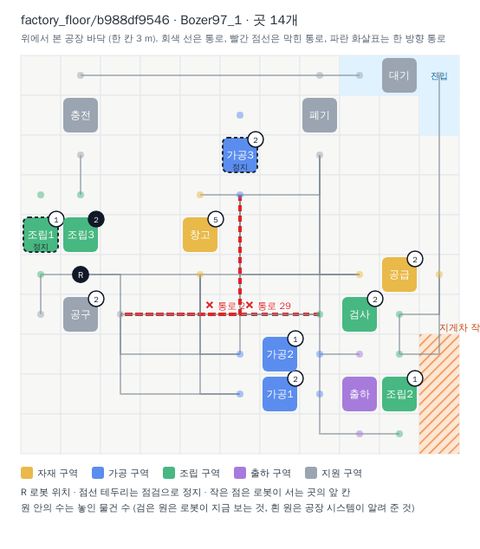 factory_floor/b988df9546 · Bozer97_1 · 곳 14개
위에서 본 공장 바닥 (한 칸 3 m). 회색 선은 통로, 빨간 점선은 막힌 통로, 파란 화살표는 한 방향 통로
대기
진입
충전
폐기
2
가공3
정지
1
조립1
정지
2
조립3
5
창고
R
2
공급
2
공구
✖ 통로
✖ 통로 29
2
검사
지게차 작
1
가공2
2
가공1
출하
1
조립2
자재 구역
가공 구역
조립 구역
출하 구역
지원 구역
R 로봇 위치 · 점선 테두리는 점검으로 정지 · 작은 점은 로봇이 서는 곳의 앞 칸
원 안의 수는 놓인 물건 수 (검은 원은 로봇이 지금 보는 것, 흰 원은 공장 시스템이 알려 준 것)